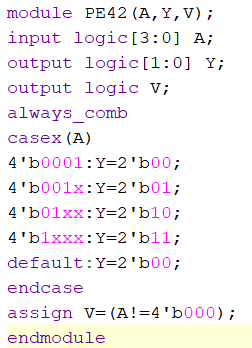 module PE42(A,Y,V);
input logic[3:0] A;
output logic[1:0] Y;
output logic V;
always_comb
casex(A)
4'b0001:Y=2'b00;
4'b001x:Y=2'b01;
4'b01xx:Y=2'b10;
4'b1xxx:Y=2'b11;
default:Y=2'b00;
endcase
assign V=(A!=4'b000);
endmodule